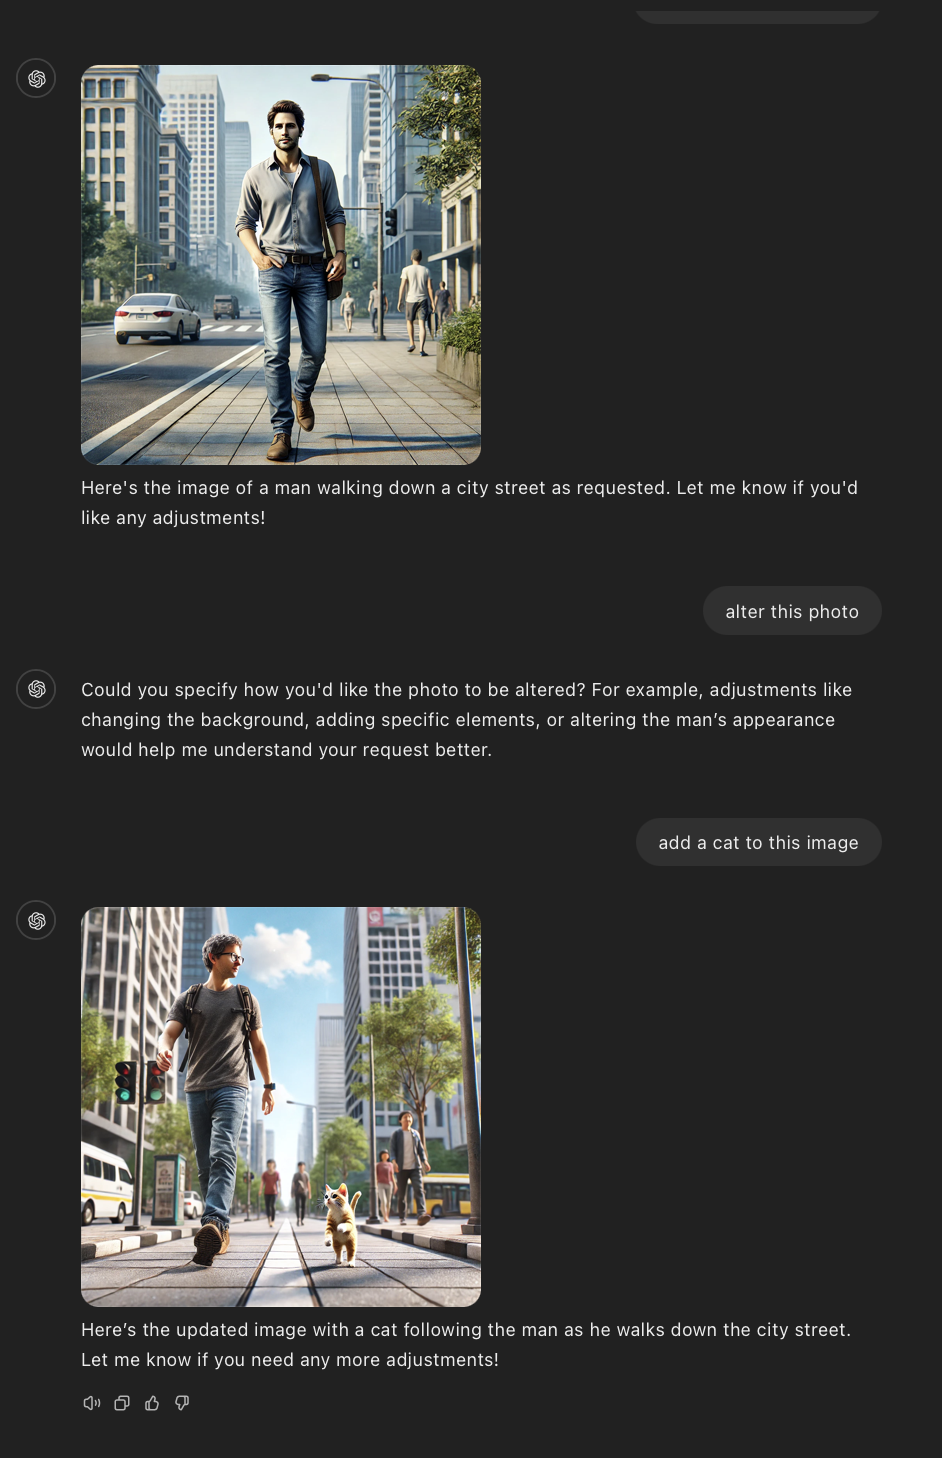 Here's the image of a man walking down a city street as requested. Let me know if you'd
like any adjustments!
alter this photo
Could you specify how you'd like the photo to be altered? For example, adjustments like
changing the background, adding specific elements, or altering the man’s appearance
would help me understand your request better.
add a cat to this image
Here’s the updated image with a cat following the man as he walks down the city street.
Let me know if you need any more adjustments!